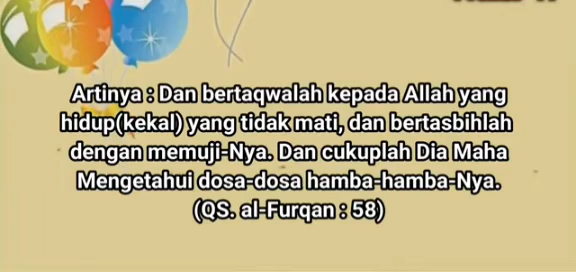 Artinya : Dan bertaqwalah kepada Allah yang
hidup(kekal) yang tidak mati, dan bertasbihlah
dengan memuji-Nya. Dan cukuplah Dia Maha
Mengetahui dosa-dosa hamba-hamba-Nya.
(QS. al-Furqan : 58)